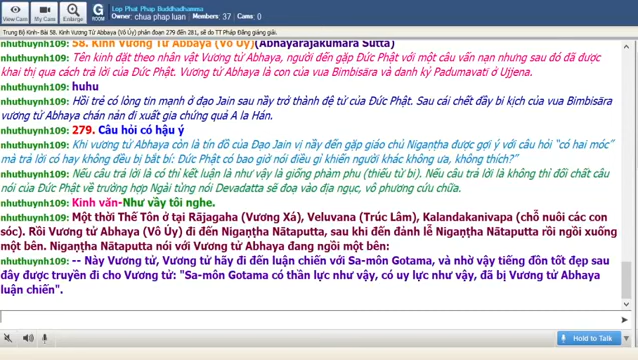 Lop Phat Phap Buddhadhamma
Owner: chua phap luan | Members: 37 | Cams: 0
View Cam My Care Enlarge G ROOM
Trung Bộ Kinh- Bài 58. Kinh Vương Tử Abbaya (Vô Úy) phân đoạn 279 đến 281, sẽ do TT Pháp Đăng giảng giải.
nhuthuynh109: 58. Kinh Vương Tử Abbaya (Vô Úy)(Abhayarājakumāra Sutta)
nhuthuynh109: Tên kinh đặt theo nhân vật Vương tử Abhaya, người đến gặp Đức Phật với một câu vấn nạn nhưng sau đó đã được
khai thị qua cách trả lời của Đức Phật. Vương tử Abhaya là con của vua Bimbisāra và danh kỷ Padumavati ở Ujjena.
nhuthuynh109: huhu
nhuthuynh109: Hồi trẻ có lòng tin mạnh ở đạo Jain sau nầy trở thành đệ tử của Đức Phật. Sau cái chết đầy bi kịch của vua Bimbisāra
vương tử Abhaya chán nản đi xuất gia chứng quả A la Hán.
nhuthuynh109: 279. Câu hỏi có hậu ý
nhuthuynh109: Khi vương tử Abhaya còn là tín đồ của Đạo Jain vị nầy đến gặp giáo chủ Nigaṇṭha được gợi ý với câu hỏi “có hai móc”
mà trả lời có hay không đều bị bắt bí: Đức Phật có bao giờ nói điều gì khiến người khác không ưa, không thích?”
nhuthuynh109: Nếu câu trả lời là có thì kết luận là như vậy là giống phàm phu (thiếu từ bi). Nếu câu trả lời là không thì đối chất câu
nói của Đức Phật về trường hợp Ngài từng nói Devadatta sẽ đoạ vào địa ngục, vô phương cứu chữa.
nhuthuynh109: Kinh văn-Như vầy tôi nghe.
nhuthuynh109: Một thời Thế Tôn ở tại Rājagaha (Vương Xá), Veluvana (Trúc Lâm), Kalandakanivapa (chỗ nuôi các con
sóc). Rồi Vương tử Abhaya (Vô Úy) đi đến Nigaṇṭha Nātaputta, sau khi đến đảnh lễ Nigaṇṭha Nātaputta rồi ngồi xuống
một bên. Nigaṇṭha Nātaputta nói với Vương tử Abhaya đang ngồi một bên:
nhuthuynh109: -- Này Vương tử, Vương tử hãy đi đến luận chiến với Sa-môn Gotama, và nhờ vậy tiếng đồn tốt đẹp sau
đây được truyền đi cho Vương tử: "Sa-môn Gotama có thần lực như vậy, có uy lực như vậy, đã bị Vương tử Abhaya
luận chiến".
Hold to Talk